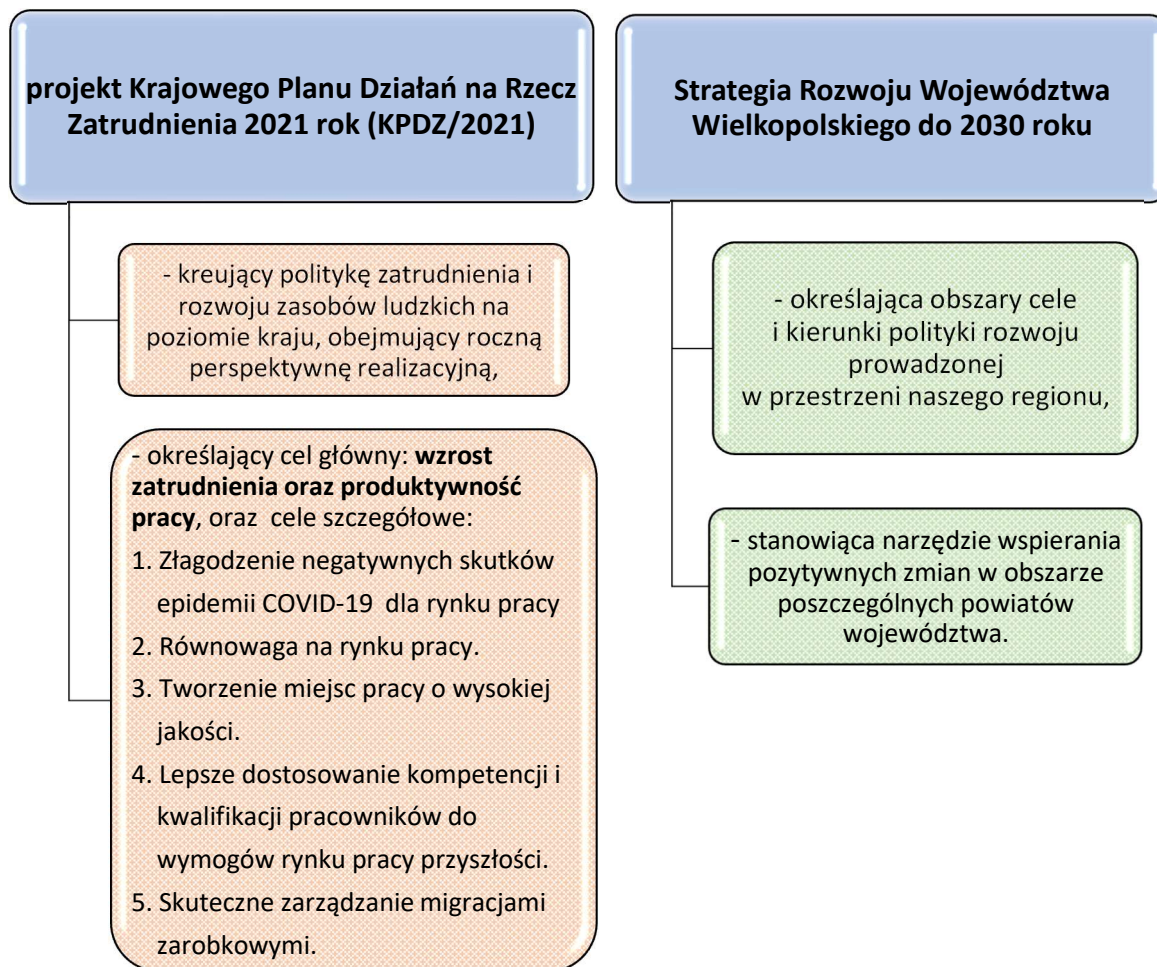 projekt Krajowego Planu Działań na Rzecz
Zatrudnienia 2021 rok (KPDZ/2021)
- kreujący politykę zatrudnienia i
rozwoju zasobów ludzkich na
poziomie kraju, obejmujący roczną
perspektywnę realizacyjną,
- określający cel główny: wzrost
zatrudnienia oraz produktywność
pracy, oraz cele szczegółowe:
1. Złagodzenie negatywnych skutków
epidemii COVID-19 dla rynku pracy
2. Równowaga na rynku pracy.
3. Tworzenie miejsc pracy o wysokiej
jakości.
4. Lepsze dostosowanie kompetencji i
kwalifikacji pracowników do
wymogów rynku pracy przyszłości.
5. Skuteczne zarządzanie migracjami
zarobkowymi.
Strategia Rozwoju Województwa
Wielkopolskiego do 2030 roku
- określająca obszary cele
i kierunki polityki rozwoju
prowadzonej
w przestrzeni naszego regionu,
- stanowiąca narzędzie wspierania
pozytywnych zmian w obszarze
poszczególnych powiatów
województwa.